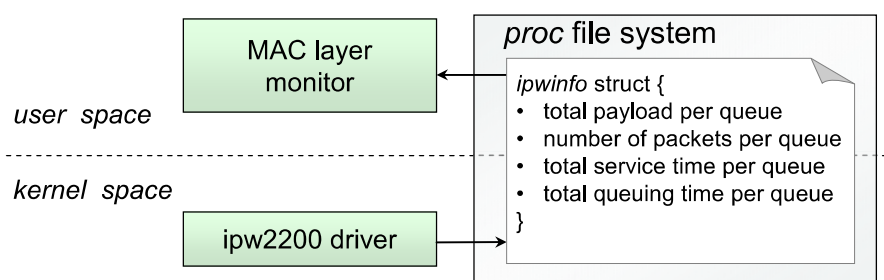 MAC layer
monitor
proc file system
ipwinfo struct {
• total payload per queue
• number of packets per queue
• total service time per queue
• total queuing time per queue
}
user space
kernel space
ipw2200 driver